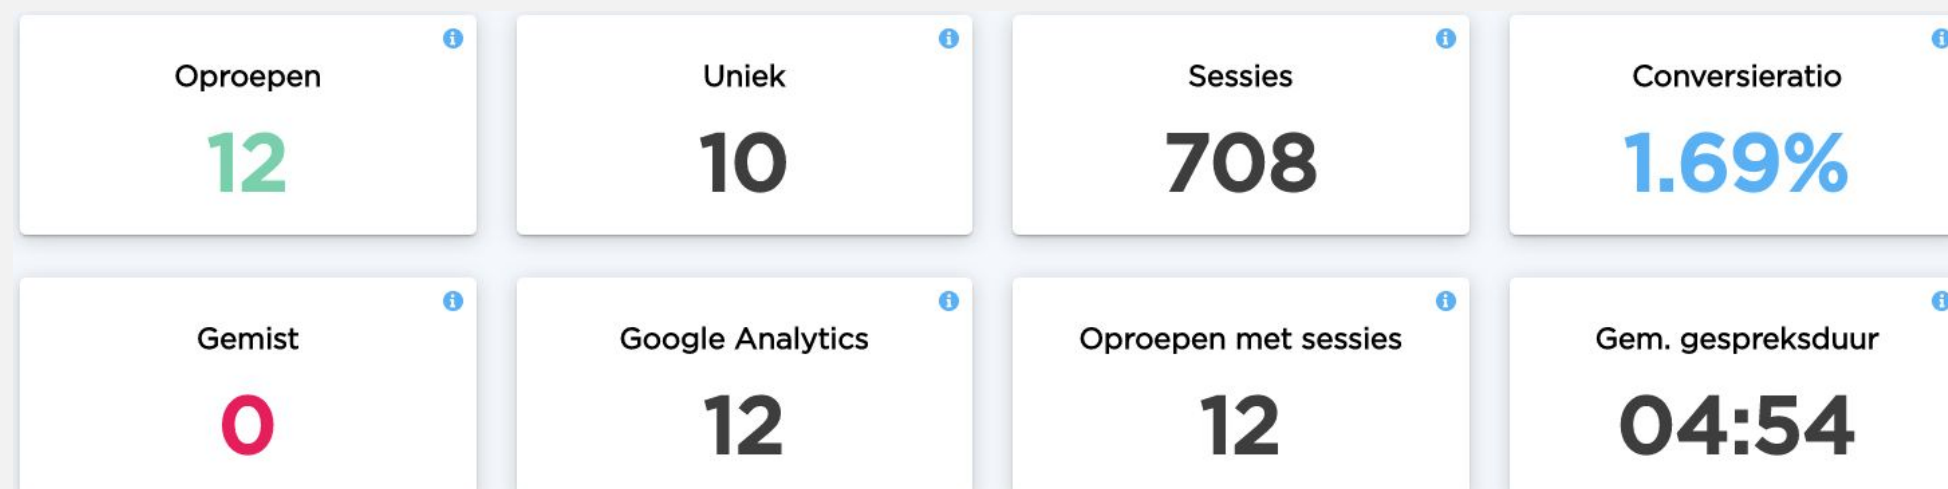 Oproepen
Uniek
Sessies
Conversieratio
12
10
708
1.69%
Gemist
Google Analytics
Oproepen met sessies
Gem. gespreksduur
0
12
12
04:54